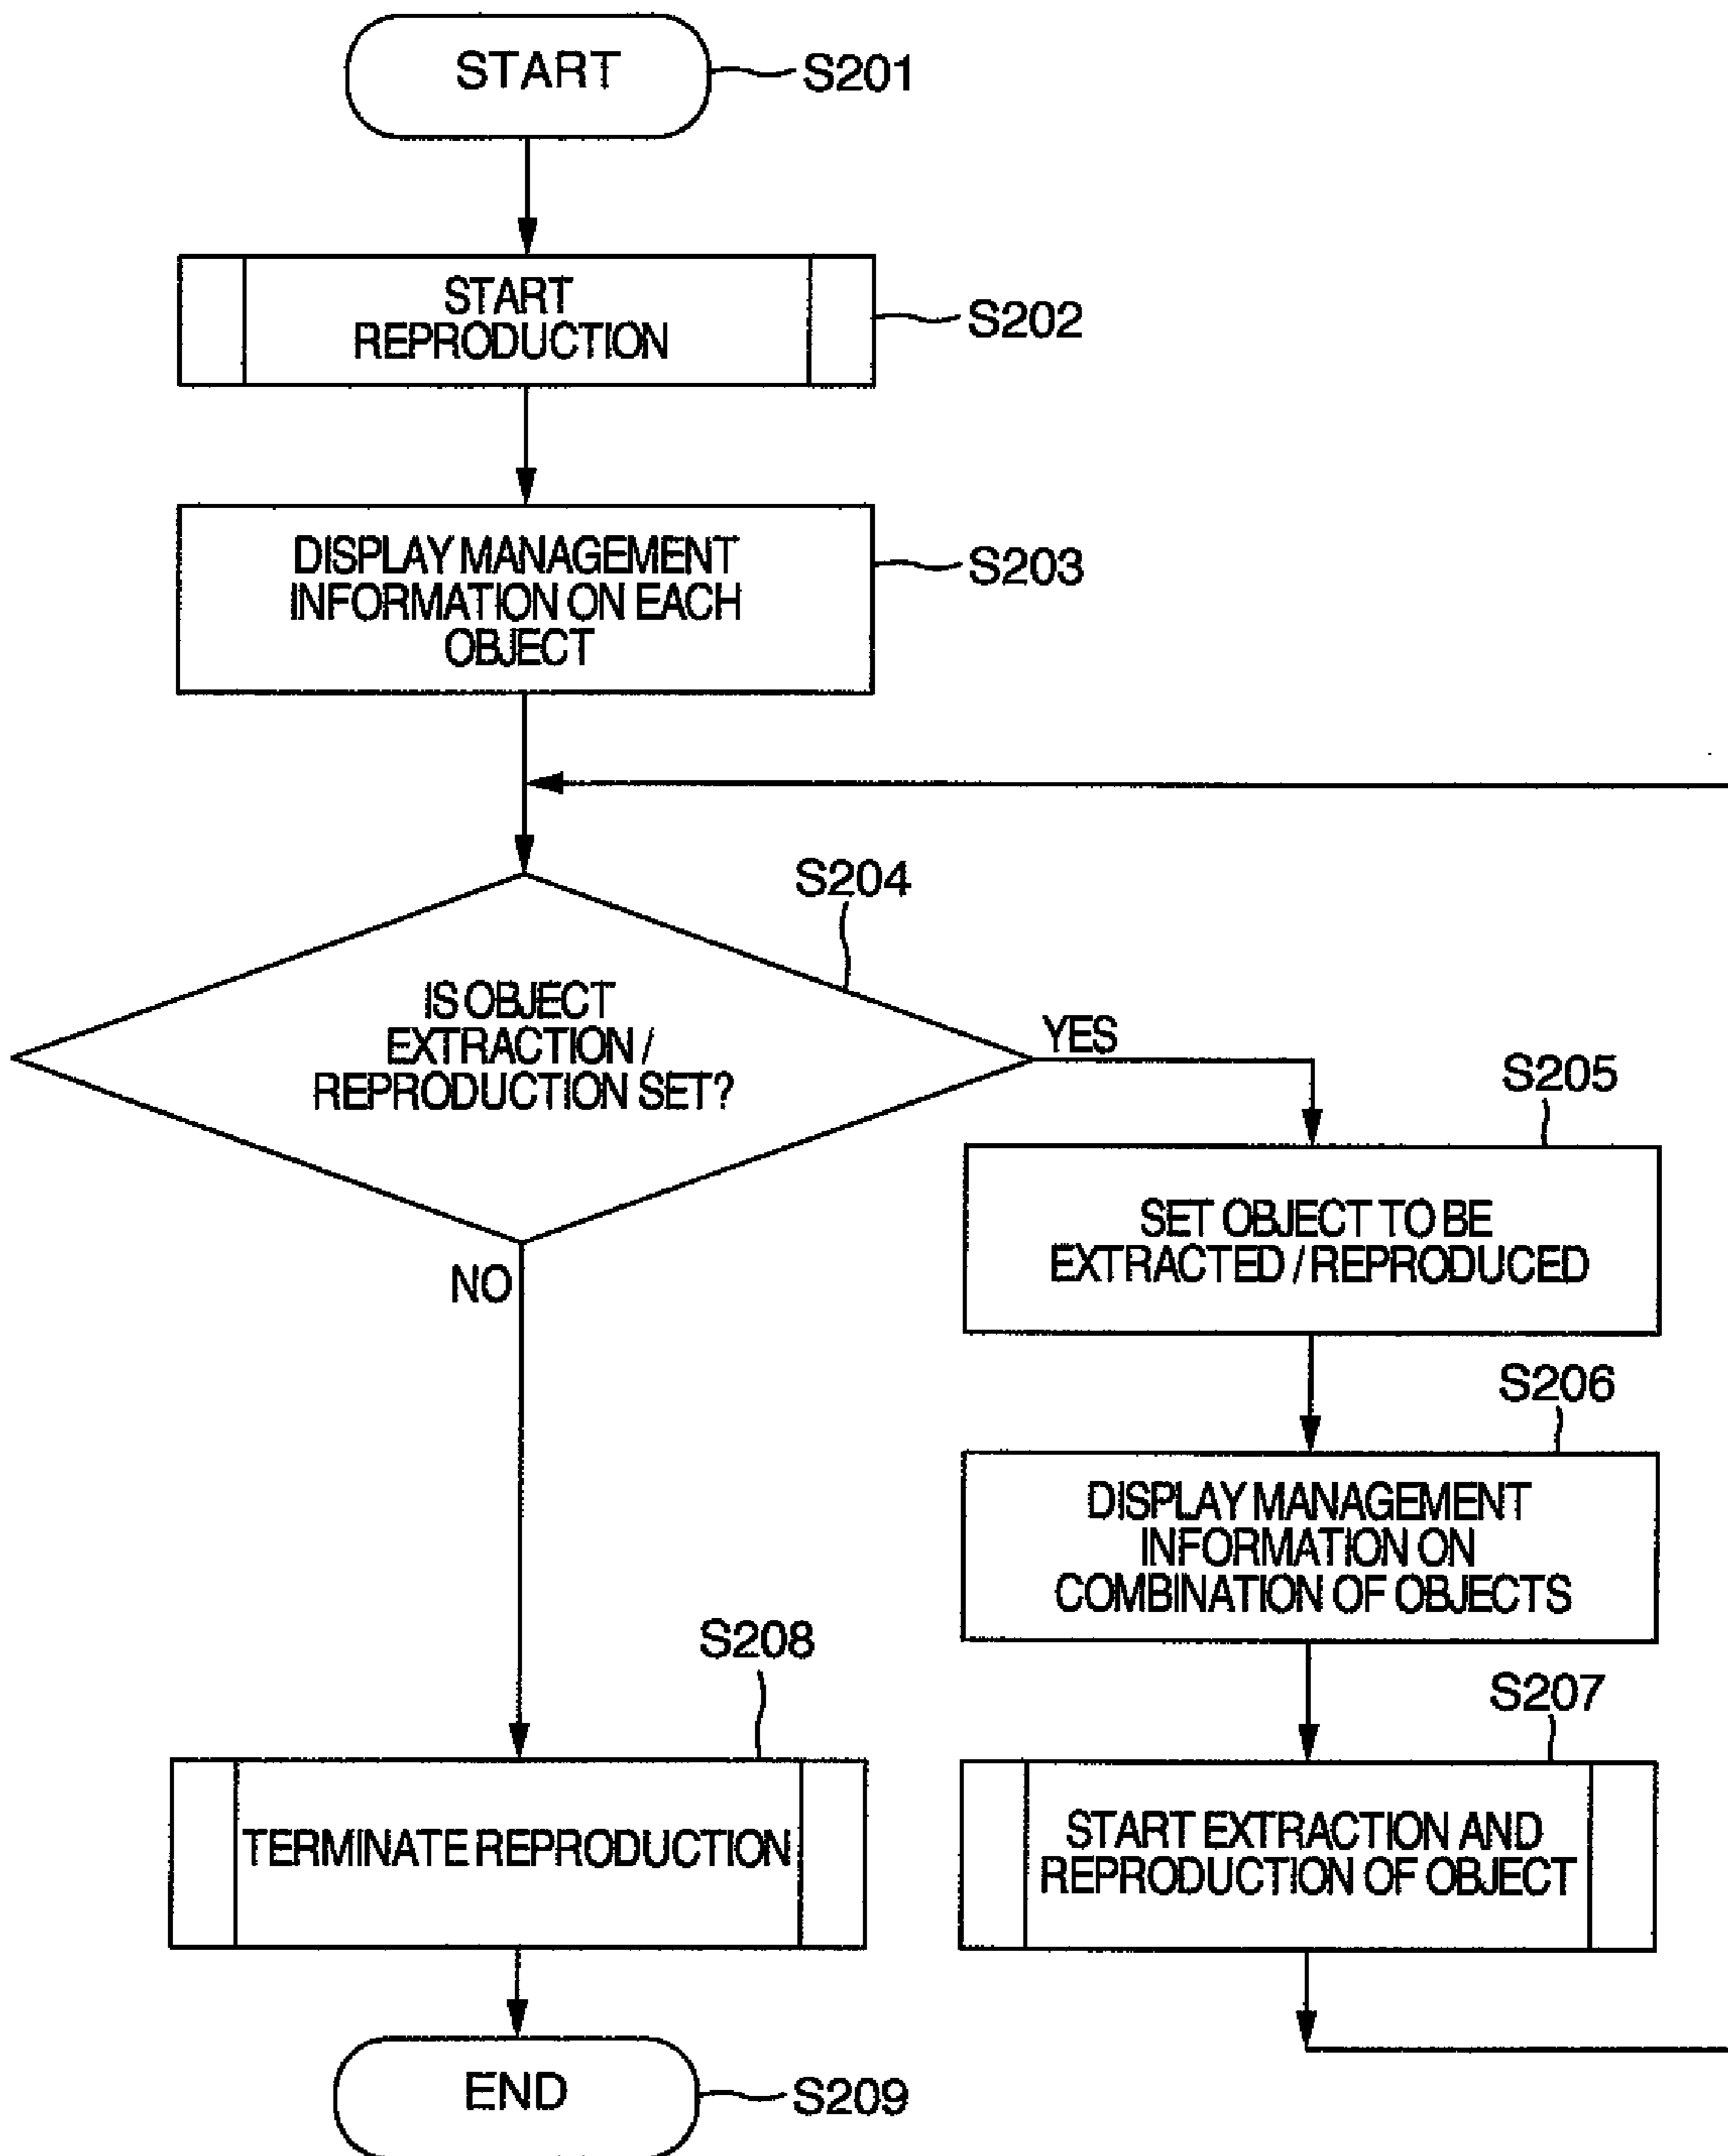 START
S201
START
REPRODUCTION
S202
DISPLAY MANAGEMENT
INFORMATION ON EACH
OBJECT
S203
S204
IS OBJECT
EXTRACTION /
REPRODUCTION SET?
YES
NO
S205
SET OBJECT TO BE
EXTRACTED / REPRODUCED
S206
DISPLAY MANAGEMENT
INFORMATION ON
COMBINATION OF OBJECTS
S207
START EXTRACTION AND
REPRODUCTION OF OBJECT
S208
TERMINATE REPRODUCTION
END
S209